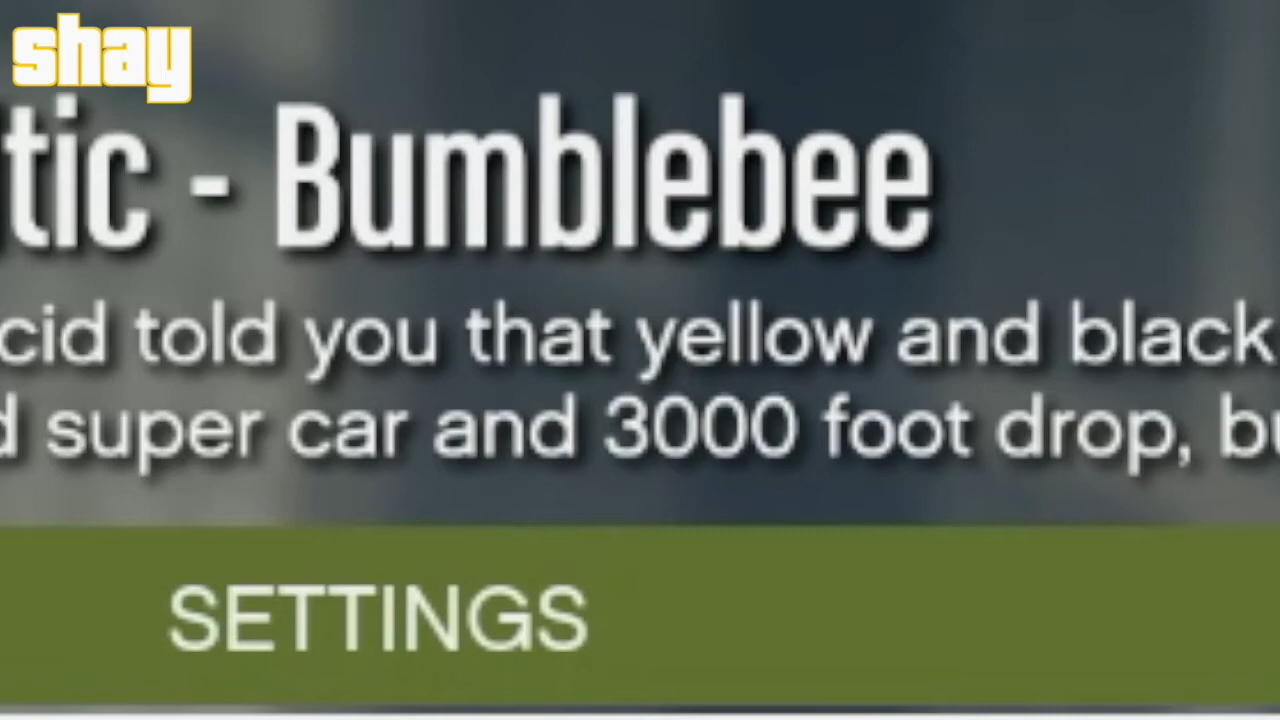 shay
tic - Bumblebee
cid told you that yellow and black
d super car and 3000 foot drop, bu
SETTINGS